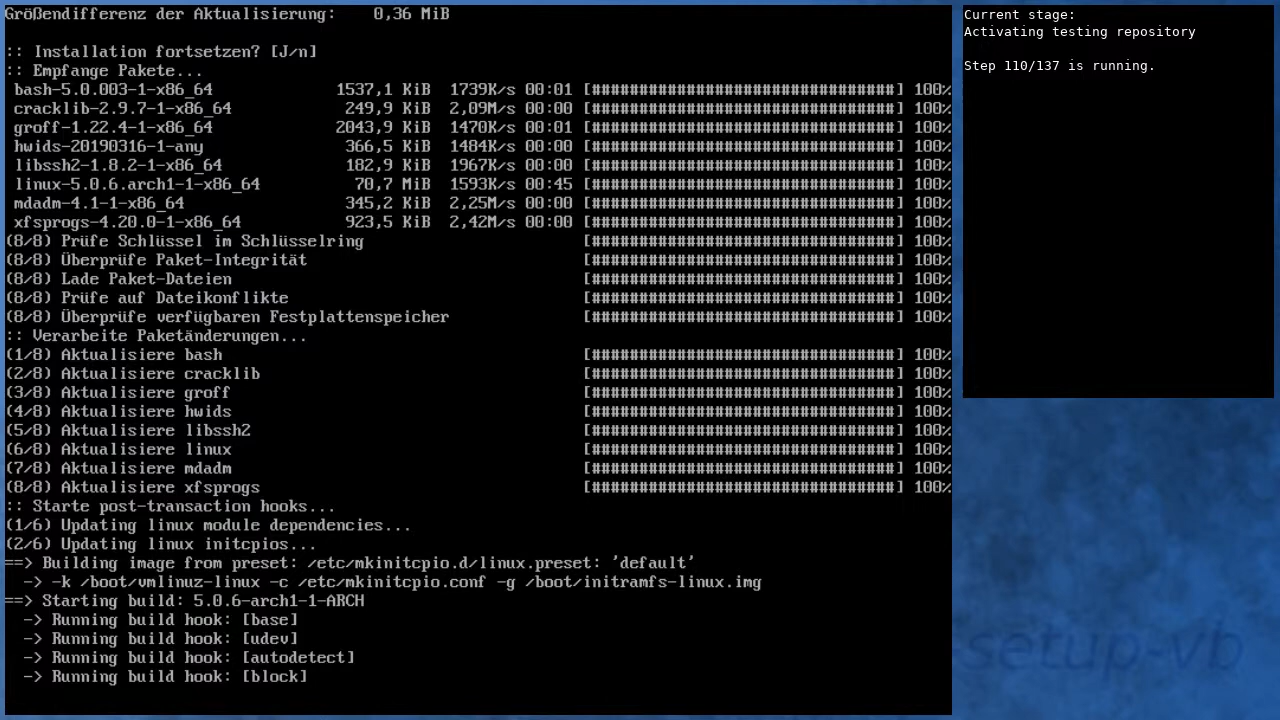 Größendifferenz der Aktualisierung:    0,36 MiB
:: Installation fortsetzen? [J/n]
:: Empfange Pakete...
bash-5.0.003-1-x86_64 1537,1 KiB 1739K/s 00:01 [################################] 100%
cracklib-2.9.7-1-x86_64 249,9 KiB 2,09M/s 00:00 [################################] 100%
groff-1.22.4-1-x86_64 2043,9 KiB 1470K/s 00:01 [################################] 100%
hwids-20190316-1-any 366,5 KiB 1484K/s 00:00 [################################] 100%
libssh2-1.8.2-1-x86_64 182,9 KiB 1967K/s 00:00 [################################] 100%
linux-5.0.6.arch1-1-x86_64 70,7 MiB 1593K/s 00:45 [################################] 100%
mdadm-4.1-1-x86_64 345,2 KiB 2,25M/s 00:00 [################################] 100%
xfsprogs-4.20.0-1-x86_64 923,5 KiB 2,42M/s 00:00 [################################] 100%
(8/8) Prüfe Schlüssel im Schlüsselring [################################] 100%
(8/8) Überprüfe Paket-Integrität [################################] 100%
(8/8) Lade Paket-Dateien [################################] 100%
(8/8) Prüfe auf Dateikonflikte [################################] 100%
(8/8) Überprüfe verfügbaren Festplattenspeicher [################################] 100%
:: Verarbeite Paketänderungen...
(1/8) Aktualisiere bash [################################] 100%
(2/8) Aktualisiere cracklib [################################] 100%
(3/8) Aktualisiere groff [################################] 100%
(4/8) Aktualisiere hwids [################################] 100%
(5/8) Aktualisiere libssh2 [################################] 100%
(6/8) Aktualisiere linux [################################] 100%
(7/8) Aktualisiere mdadm [################################] 100%
(8/8) Aktualisiere xfsprogs [################################] 100%
:: Starte post-transaction hooks...
(1/6) Updating linux module dependencies...
(2/6) Updating linux initcpios...
==> Building image from preset: /etc/mkinitcpio.d/linux.preset: 'default'
-> -k /boot/vmlinuz-linux -c /etc/mkinitcpio.conf -g /boot/initramfs-linux.img
==> Starting build: 5.0.6-arch1-1-ARCH
-> Running build hook: [base]
-> Running build hook: [udev]
-> Running build hook: [autodetect]
-> Running build hook: [block]
Current stage:
Activating testing repository
Step 110/137 is running.
setup-vb